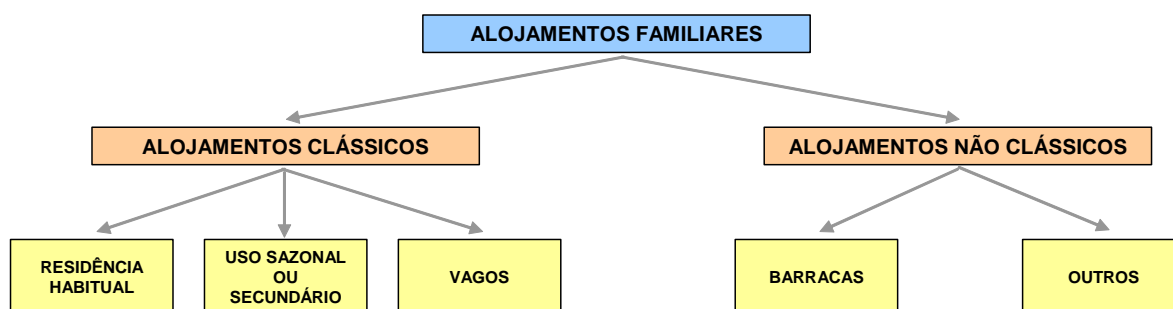 ALOJAMENTOS FAMILIARES
ALOJAMENTOS CLÁSSICOS
ALOJAMENTOS NÃO CLÁSSICOS
RESIDÊNCIA
HABITUAL
USO SAZONAL
OU
SECUNDÁRIO
VAGOS
BARRACAS
OUTROS